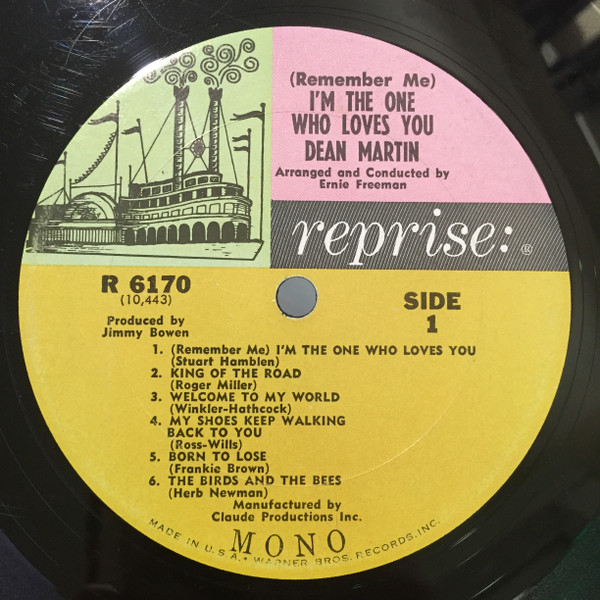 (Remember Me)
I'M THE ONE
WHO LOVES YOU
DEAN MARTIN
Arranged and Conducted by
Ernie Freeman
reprise: ®
R 6170
(10,443)
SIDE
1
Produced by
Jimmy Bowen
1. (Remember Me) I'M THE ONE WHO LOVES YOU
(Stuart Hamblen)
2. KING OF THE ROAD
(Roger Miller)
3. WELCOME TO MY WORLD
(Winkler-Hathcock)
4. MY SHOES KEEP WALKING
BACK TO YOU
(Ross-Wills)
5. BORN TO LOSE
(Frankie Brown)
6. THE BIRDS AND THE BEES
(Herb Newman)
Manufactured by
Claude Productions Inc.
MONO
MADE IN U.S.A. • WARNER BROS. RECORDS, INC.